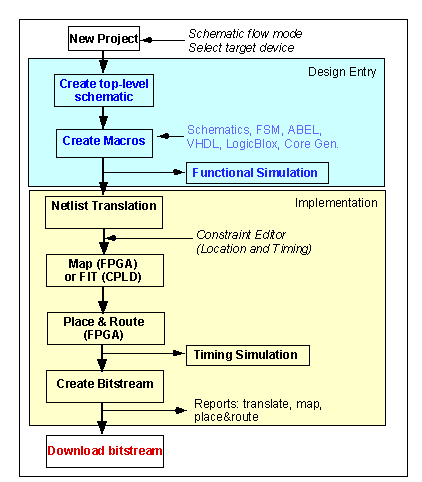 New Project
Schematic flow mode
Select target device
Design Entry
Create top-level
schematic
Create Macros
Schematics, FSM, ABEL,
VHDL, LogicBlox, Core Gen.
Functional Simulation
Implementation
Netlist Translation
Constraint Editor
(Location and Timing)
Map (FPGA)
or FIT (CPLD)
Place & Route
(FPGA)
Timing Simulation
Create Bitstream
Reports: translate, map,
place&route
Download bitstream